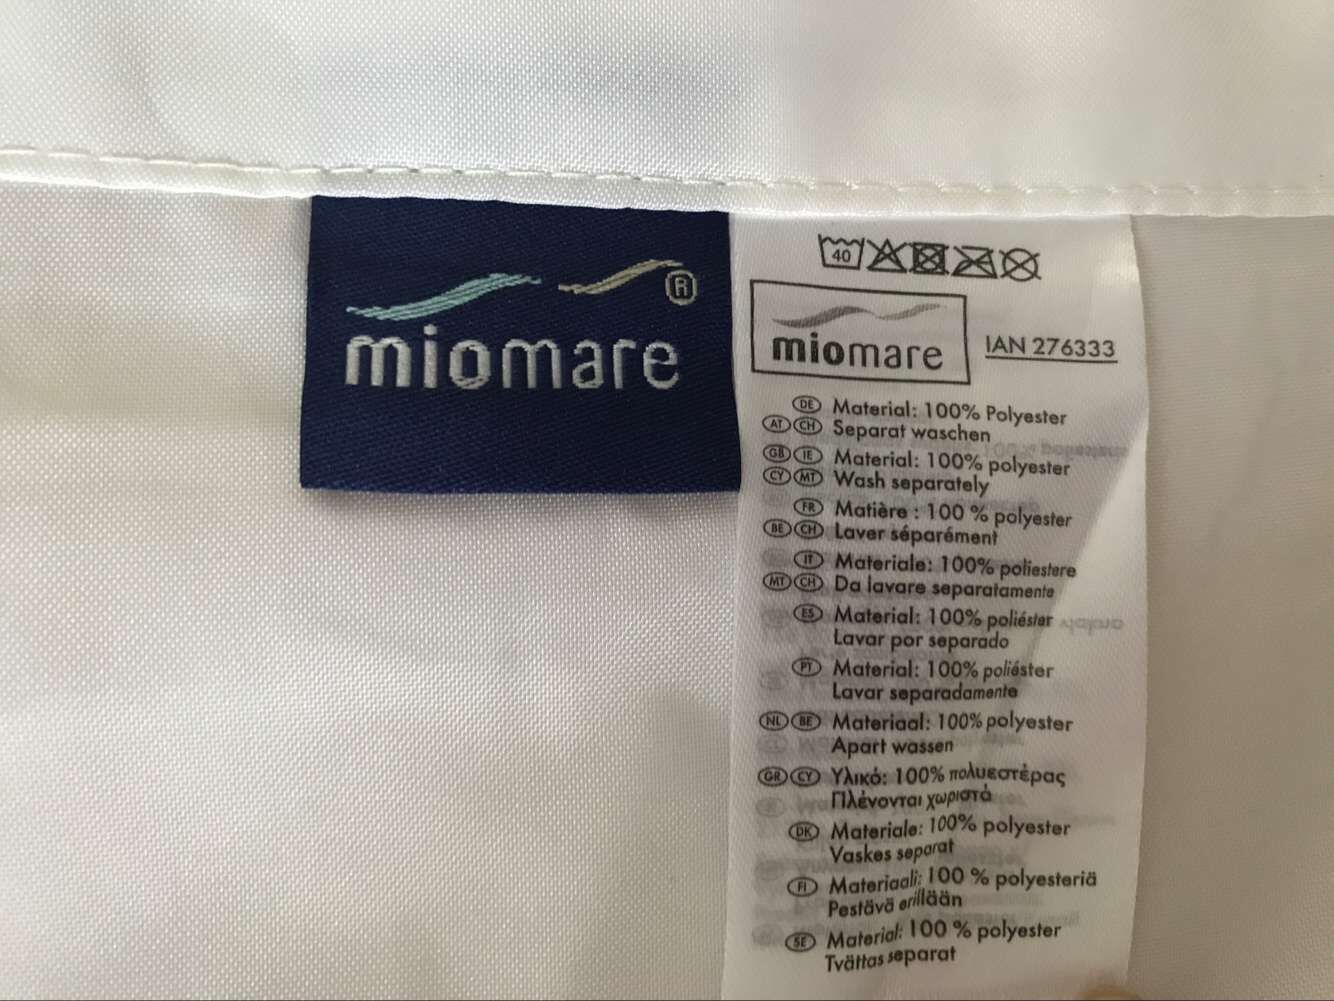 miomare ®
40
miomare
IAN 276333
DE Material: 100% Polyester
AT CH Separat waschen
GB IE Material: 100% polyester
CY MT Wash separately
FR Matière : 100 % polyester
BE CH Laver séparément
IT Materiale: 100% poliestere
MT CH Da lavare separatamente
ES Material: 100% poliéster
Lavar por separado
PT Material: 100% poliéster
Lavar separadamente
NL BE Materiaal: 100% polyester
Apart wassen
GR CY Υλικό: 100% πολυεστέρας
Πλένονται χωριστά
DK Materiale: 100% polyester
Vaskes separat
FI Materiaali: 100 % polyesteriä
Pestävä erillään
SE Material: 100 % polyester
Tvättas separat